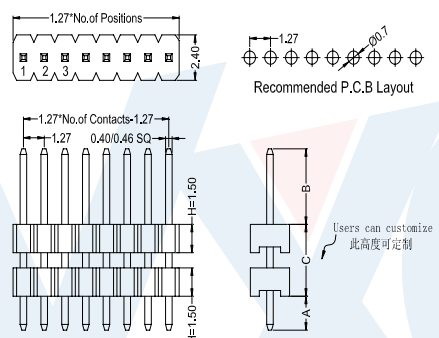 1.27*No.of Positions
2.40
1 2 3
1.27
Ø0.7
Recommended P.C.B Layout
1.27*No.of Contacts-1.27
1.27
0.40/0.46 SQ
H=1.50
H=1.50
B
C
A
Users can customize
此高度可定制